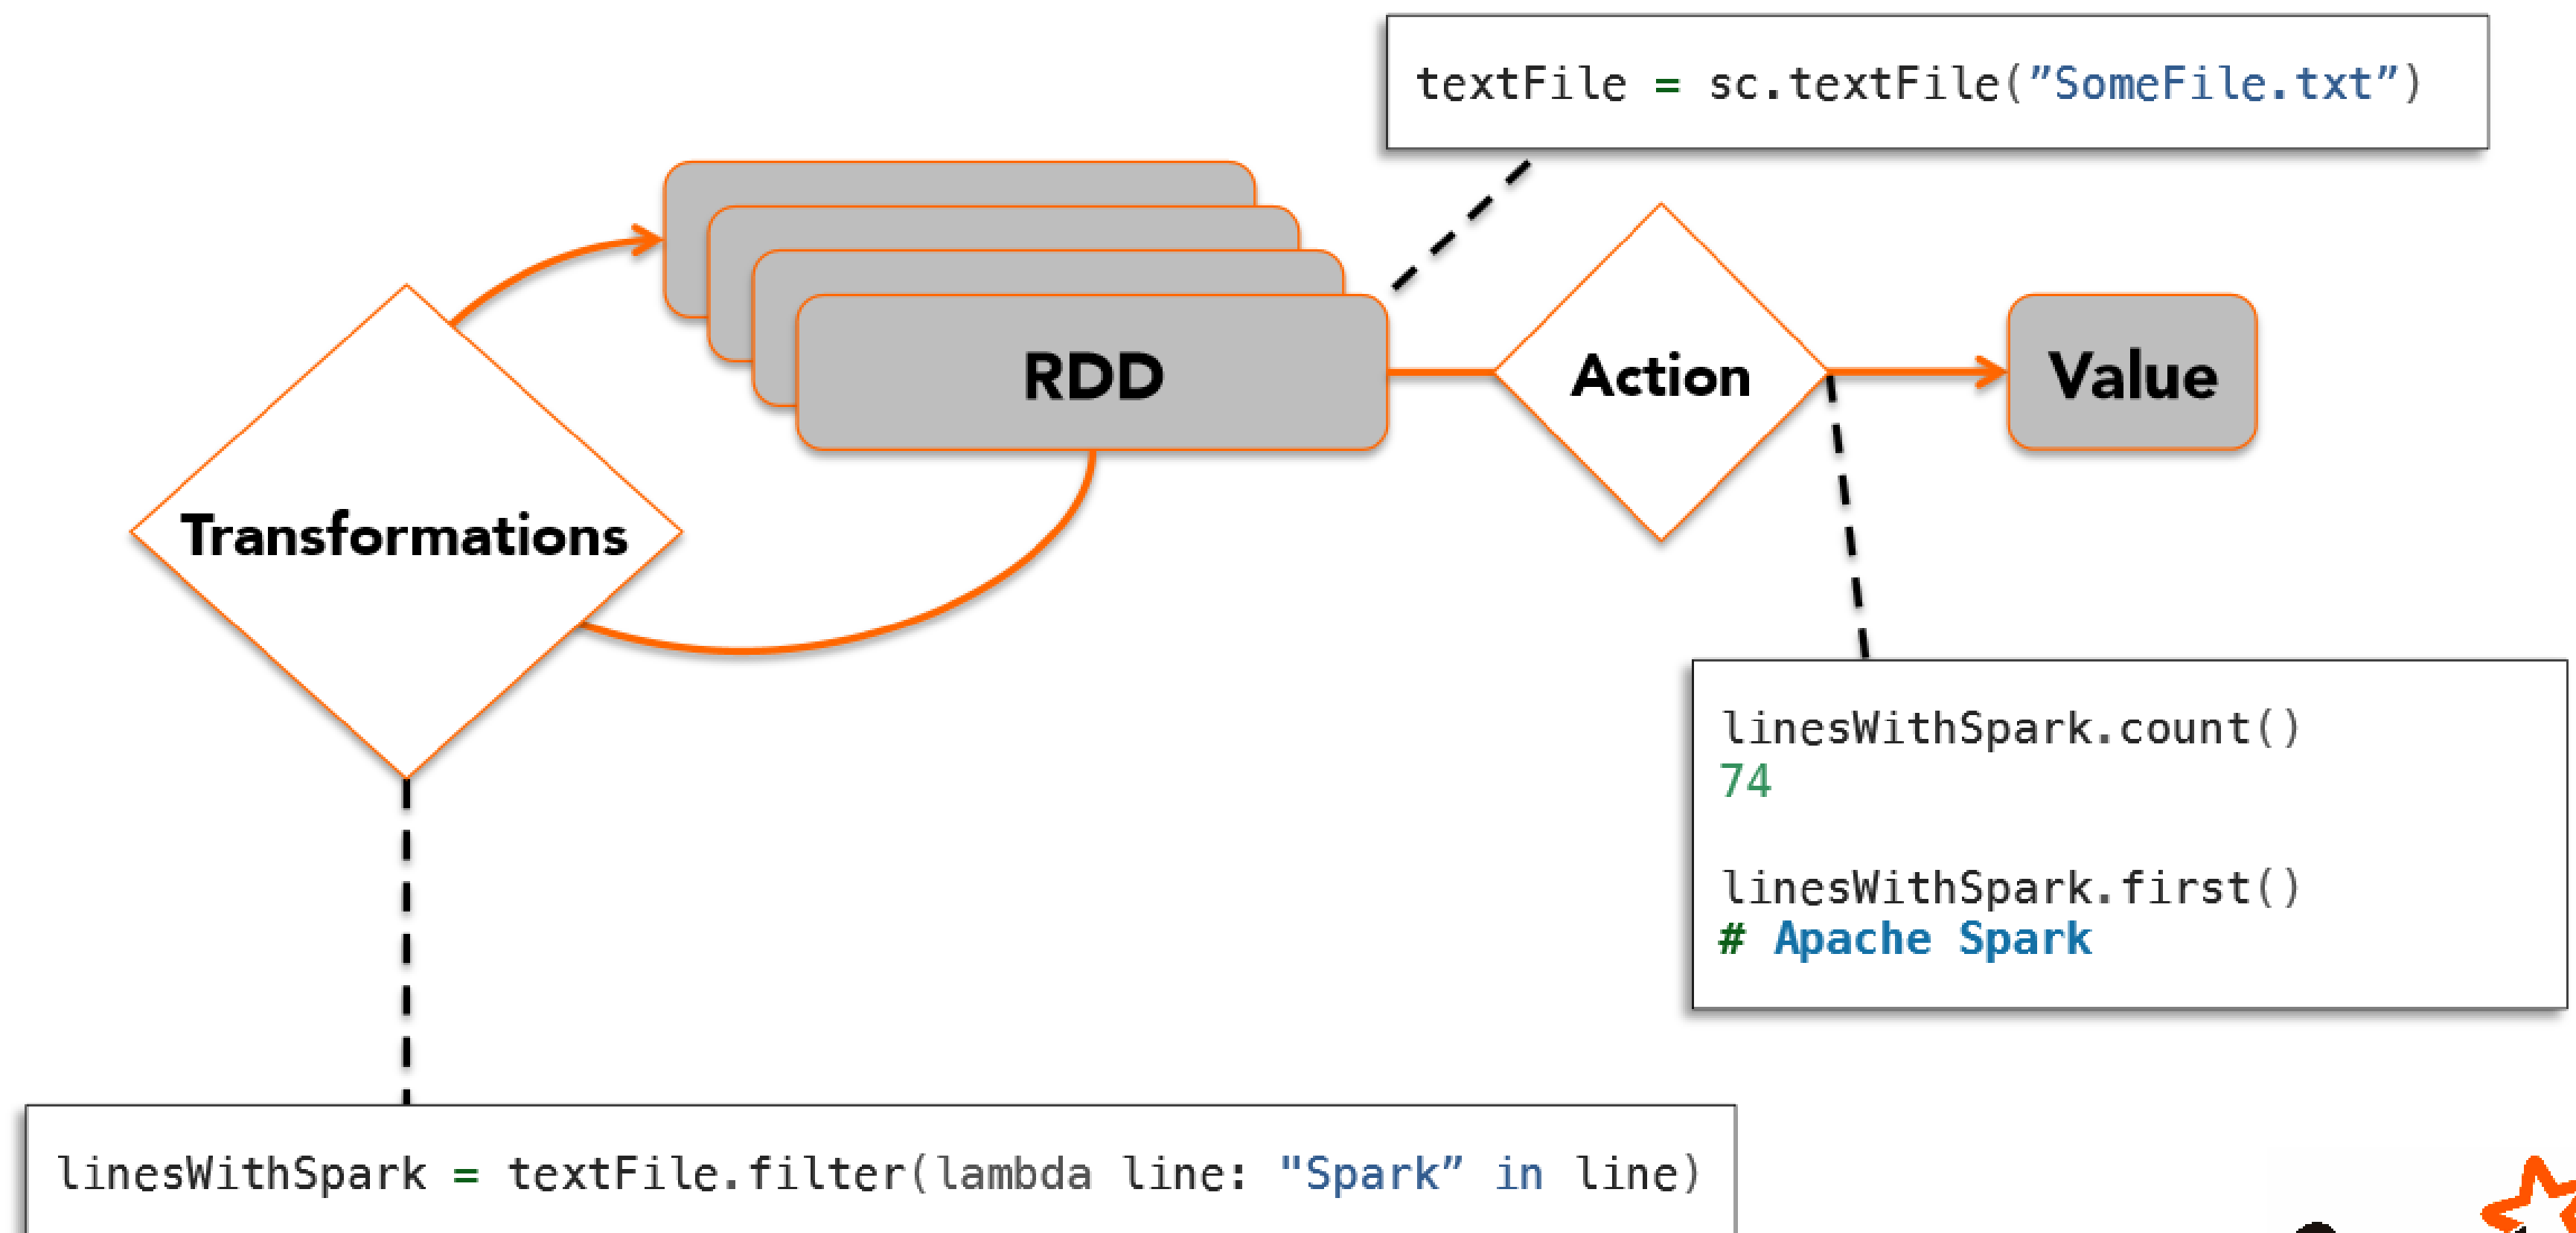 textFile = sc.textFile(”SomeFile.txt”)
RDD
Action
Value
Transformations
linesWithSpark.count()
74
linesWithSpark.first()
# Apache Spark
linesWithSpark = textFile.filter(lambda line: "Spark” in line)